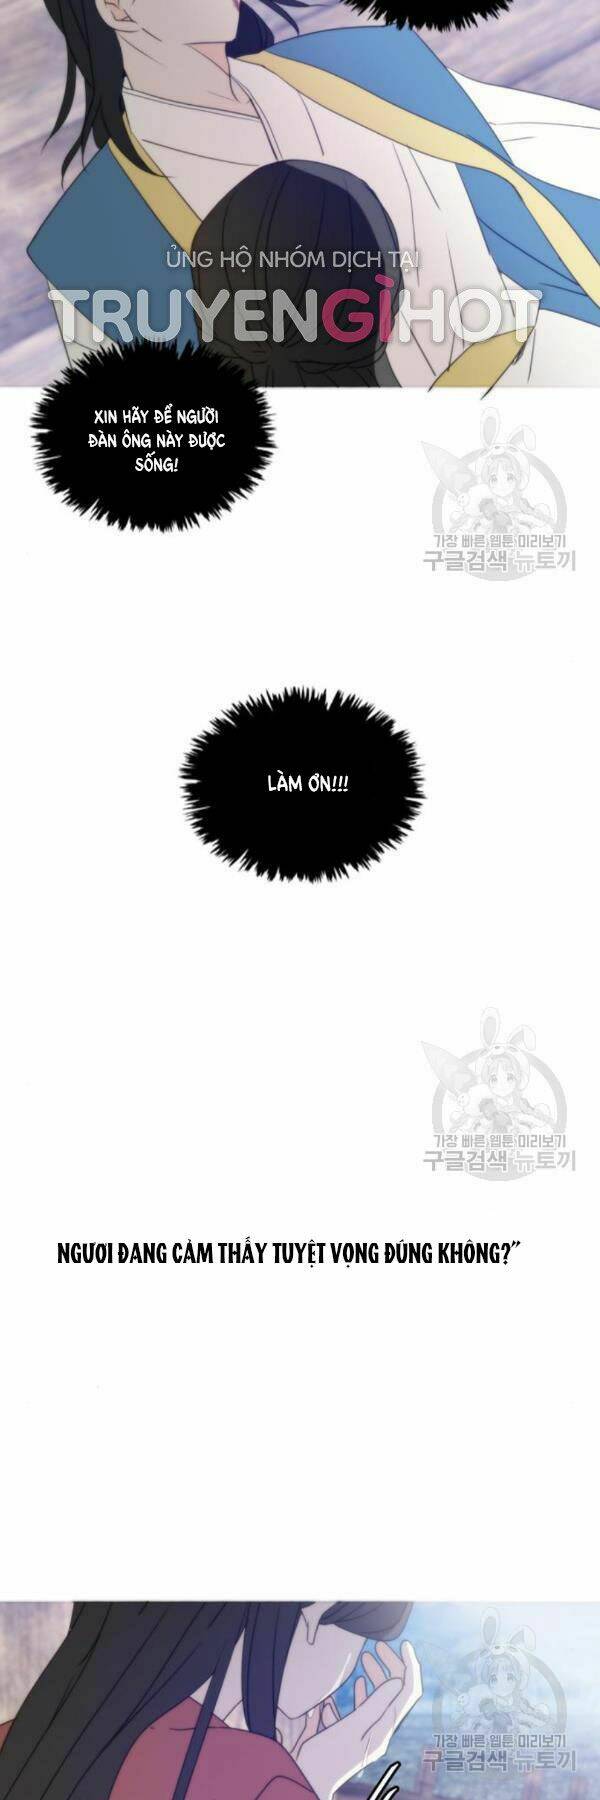 ỦNG HỘ NHÓM DỊCH TẠI
TRUYENGIHOT
XIN HÃY ĐỂ NGƯỜI
ĐÀN ÔNG NÀY ĐƯỢC
SỐNG!
가장 빠른 웹툰 미리보기
구글검색 뉴토끼
LÀM ƠN!!!
가장 빠른 웹툰 미리보기
구글검색 뉴토끼
NGƯƠI ĐANG CẢM THẤY TUYỆT VỌNG ĐÚNG KHÔNG?"
가장 빠른 웹툰 미리보기
구글검색 뉴토끼